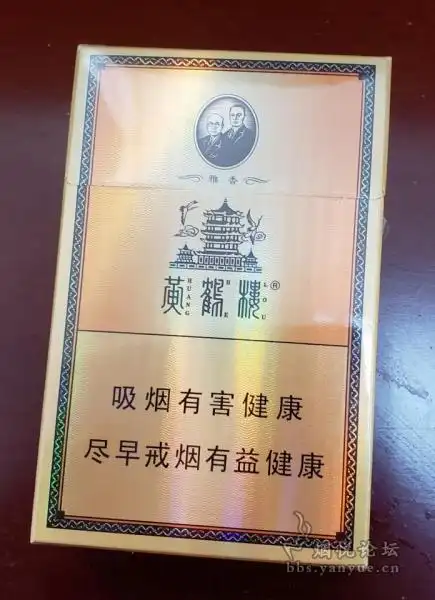 雅香
黄鹤楼®
HUANG HE LOU
吸烟有害健康
尽早戒烟有益健康
烟悦论坛
bbs.yanyue.cn